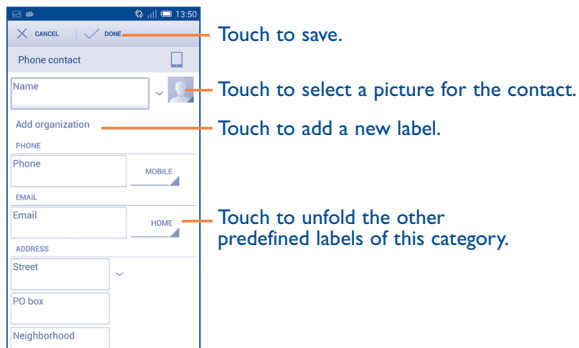 13:50
CANCEL DONE
Touch to save.
Phone contact
Name
Touch to select a picture for the contact.
Add organization
Touch to add a new label.
PHONE
Phone
MOBILE
EMAIL
Email
HOME
Touch to unfold the other
predefined labels of this category.
ADDRESS
Street
PO box
Neighborhood